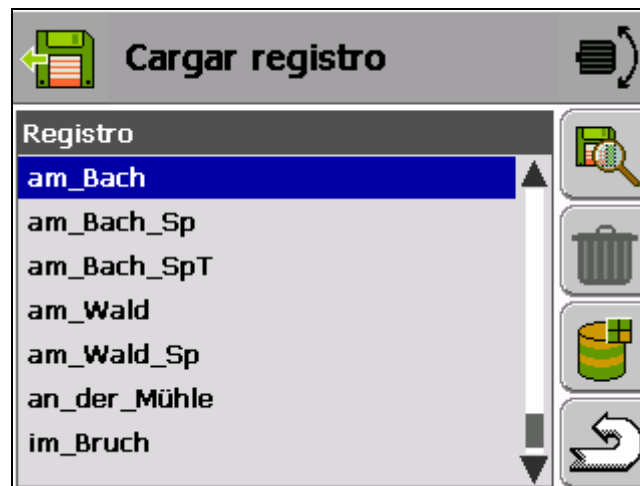 Cargar registro
Registro
am_Bach
am_Bach_Sp
am_Bach_SpT
am_Wald
am_Wald_Sp
an_der_Mühle
im_Bruch